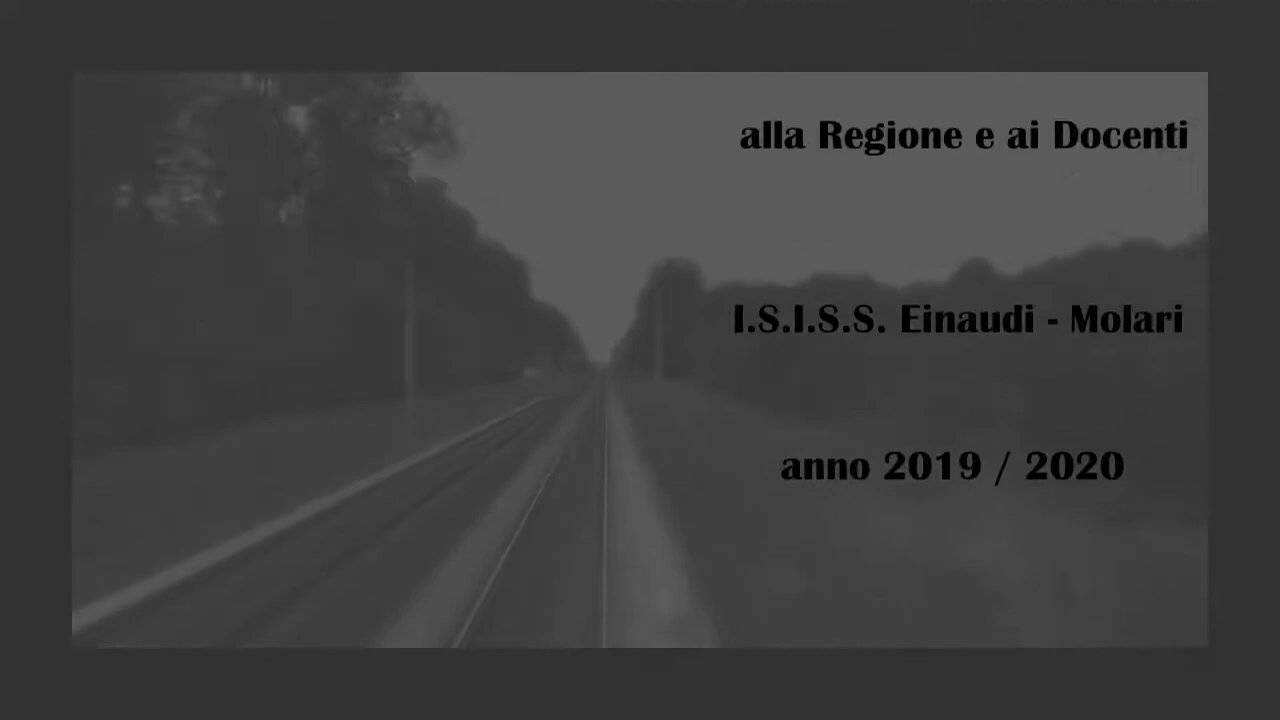 alla Regione e ai Docenti
I.S.I.S.S. Einaudi - Molari
anno 2019 / 2020